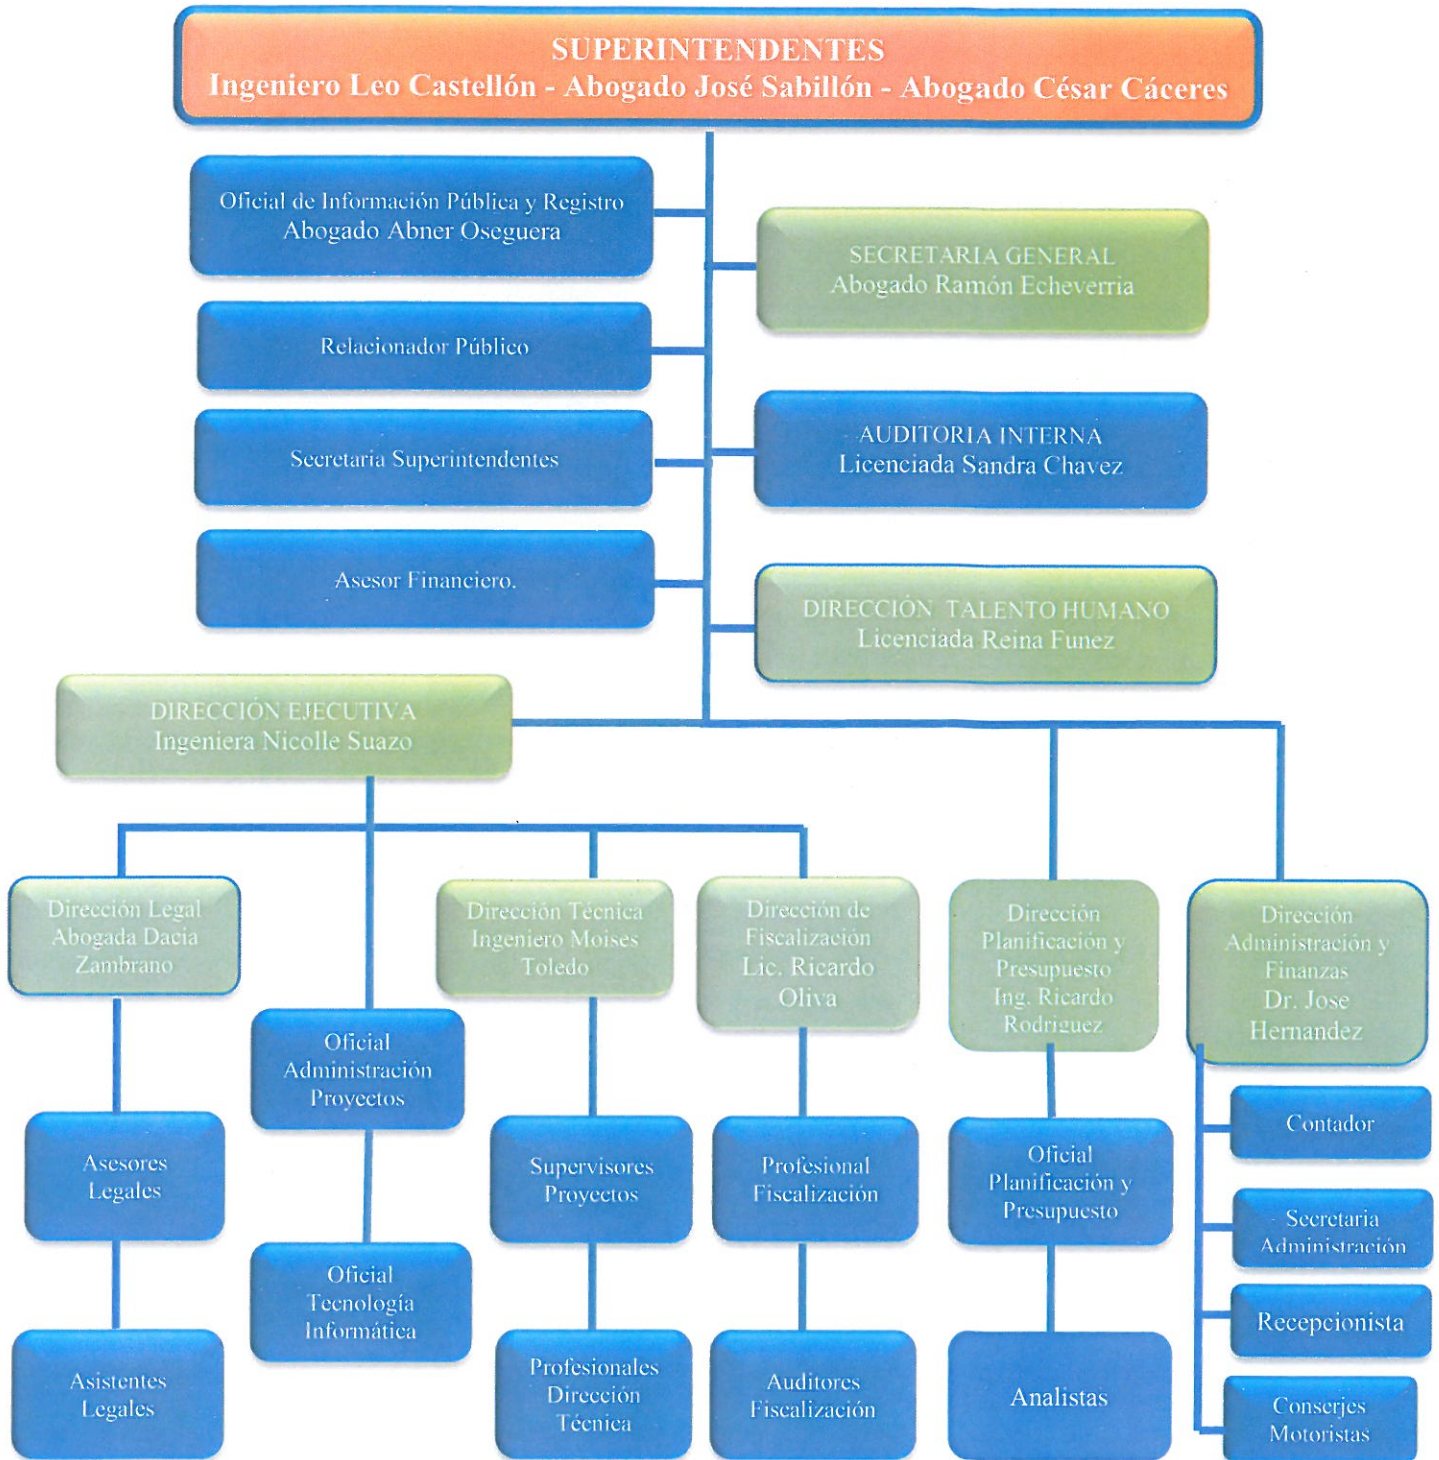 SUPERINTENDENTES
Ingeniero Leo Castellón - Abogado José Sabillón - Abogado César Cáceres
Oficial de Información Pública y Registro
Abogado Abner Oseguera
SECRETARIA GENERAL
Abogado Ramón Echeverria
Relacionador Público
AUDITORIA INTERNA
Licenciada Sandra Chavez
Secretaria Superintendentes
Asesor Financiero.
DIRECCIÓN TALENTO HUMANO
Licenciada Reina Funez
DIRECCIÓN EJECUTIVA
Ingeniera Nicolle Suazo
Dirección Legal
Abogada Dacia
Zambrano
Dirección Técnica
Ingeniero Moises
Toledo
Dirección de
Fiscalización
Lic. Ricardo
Oliva
Dirección
Planificación y
Presupuesto
Ing. Ricardo
Rodriguez
Dirección
Administración y
Finanzas
Dr. Jose
Hernandez
Oficial
Administración
Proyectos
Asesores
Legales
Supervisores
Proyectos
Profesional
Fiscalización
Oficial
Planificación y
Presupuesto
Contador
Secretaria
Administración
Oficial
Tecnología
Informática
Recepcionista
Asistentes
Legales
Profesionales
Dirección
Técnica
Auditores
Fiscalización
Analistas
Conserjes
Motoristas